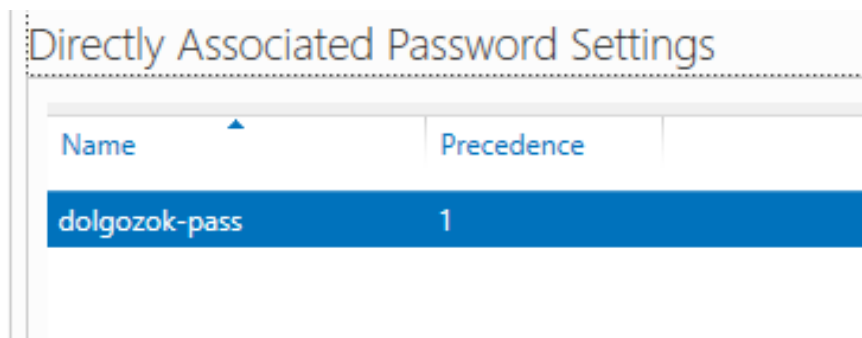 Directly Associated Password Settings
Name Precedence
dolgozok-pass 1